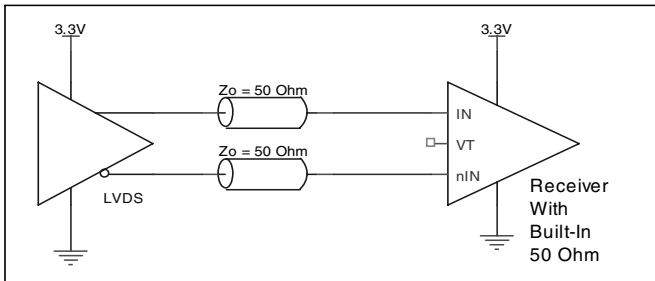 3.3V
3.3V
Zo = 50 Ohm
IN
VT
Zo = 50 Ohm
nIN
LVDS
Receiver
With
Built-In
50 Ohm